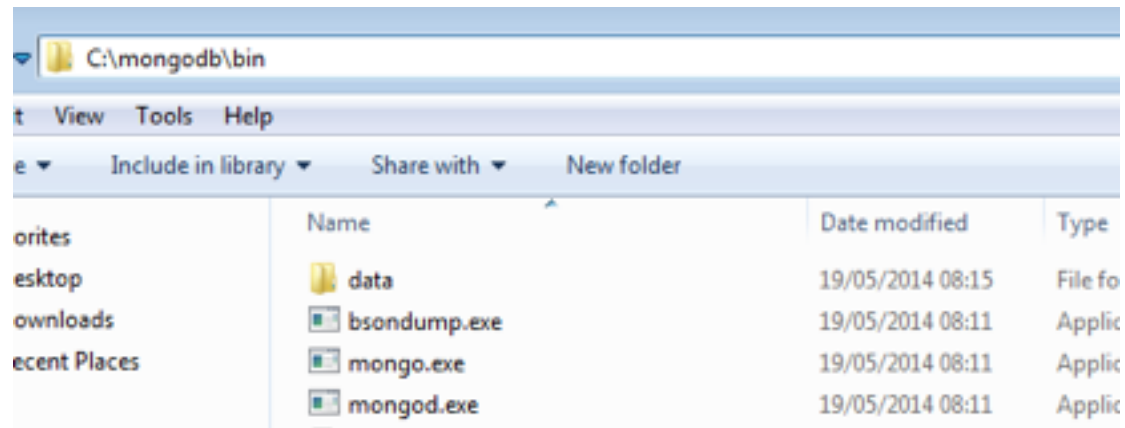 C:\mongodb\bin
t View Tools Help
e Include in library Share with New folder
Name Date modified Type
orites
esktop
ownloads
ecent Places
data 19/05/2014 08:15 File fo
bsondump.exe 19/05/2014 08:11 Applic
mongo.exe 19/05/2014 08:11 Applic
mongod.exe 19/05/2014 08:11 Applic